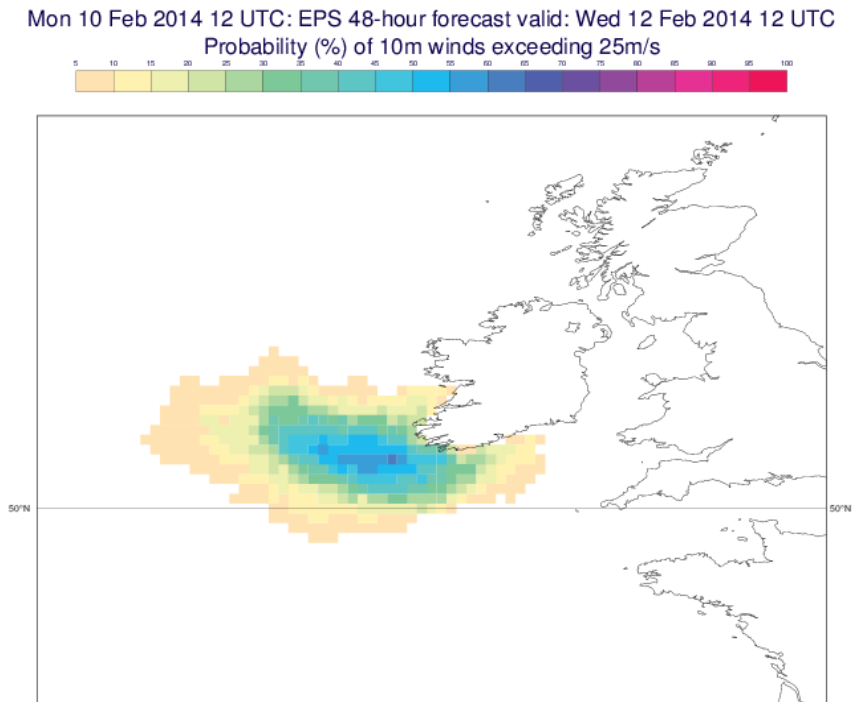 Mon 10 Feb 2014 12 UTC: EPS 48-hour forecast valid: Wed 12 Feb 2014 12 UTC
Probability (%) of 10m winds exceeding 25m/s
5 10 15 20 25 30 35 40 45 50 55 60 65 70 75 80 85 90 95 100
50°N 50°N